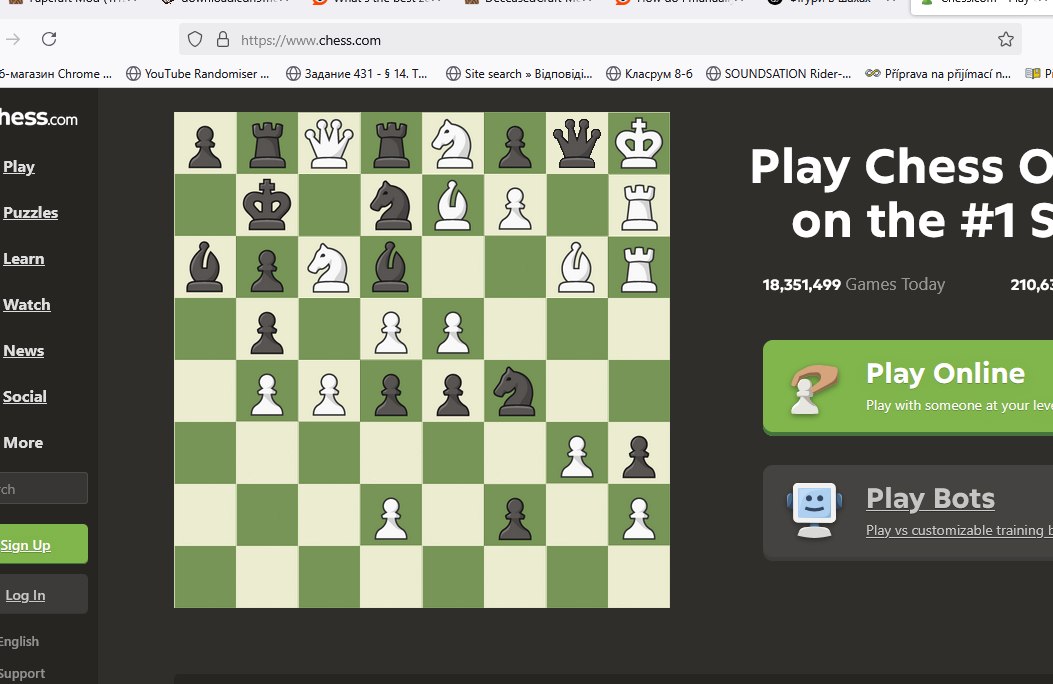 https://www.chess.com
б-магазин Chrome ...
YouTube Randomiser ...
Задание 431 - § 14. Т...
Site search » Відповіді...
Класрум 8-б
SOUNDSATION Rider-...
Příprava na přijímací n...
hess.com
Play
Puzzles
Learn
Watch
News
Social
More
ch
Sign Up
Log In
English
Support
Play Chess O
on the #1 S
18,351,499 Games Today
210,63
Play Online
Play with someone at your leve
Play Bots
Play vs customizable training b